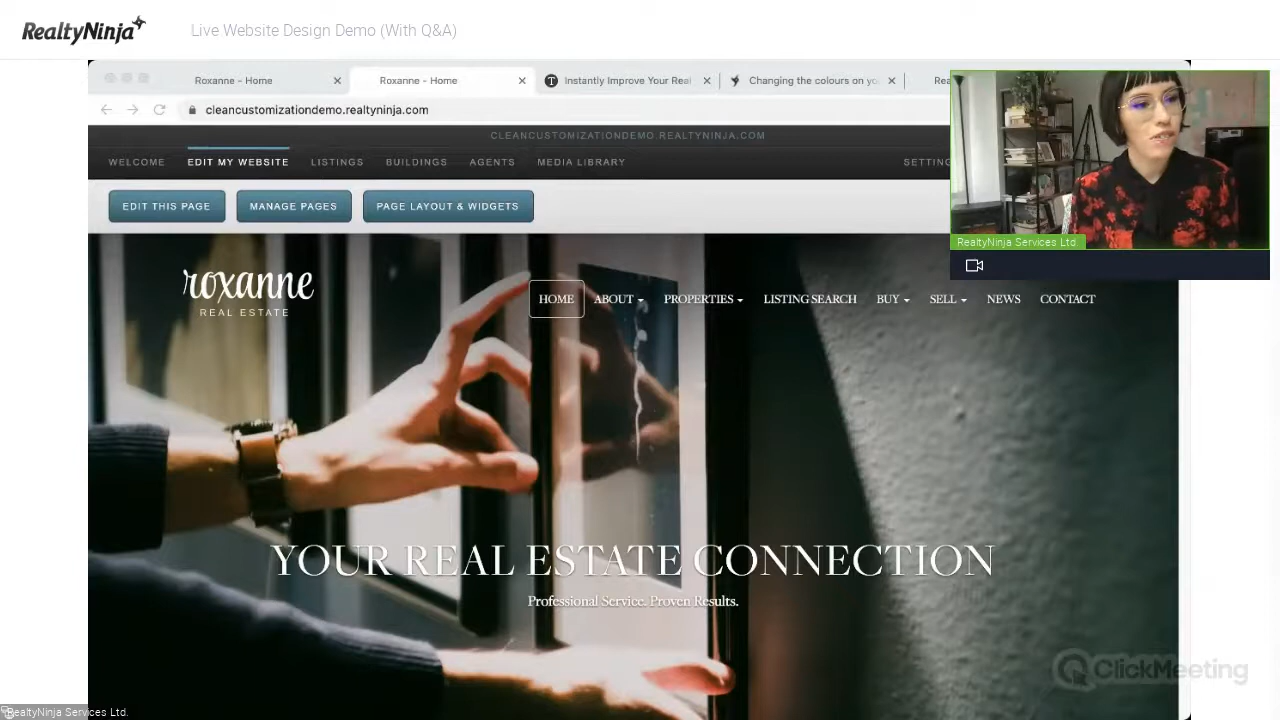 RealtyNinja
Live Website Design Demo (With Q&A)
Roxanne - Home
Roxanne - Home
Instantly Improve Your Real
Changing the colours on yo
Rea
cleancustomizationdemo.realtyninja.com
CLEANCUSTOMIZATIONDEMO.REALTYNINJA.COM
WELCOME EDIT MY WEBSITE LISTINGS BUILDINGS AGENTS MEDIA LIBRARY SETTING
EDIT THIS PAGE MANAGE PAGES PAGE LAYOUT & WIDGETS
RealtyNinja Services Ltd.
roxanne
REAL ESTATE
HOME ABOUT PROPERTIES LISTING SEARCH BUY SELL NEWS CONTACT
YOUR REAL ESTATE CONNECTION
Professional Service. Proven Results.
ClickMeeting
RealtyNinja Services Ltd.